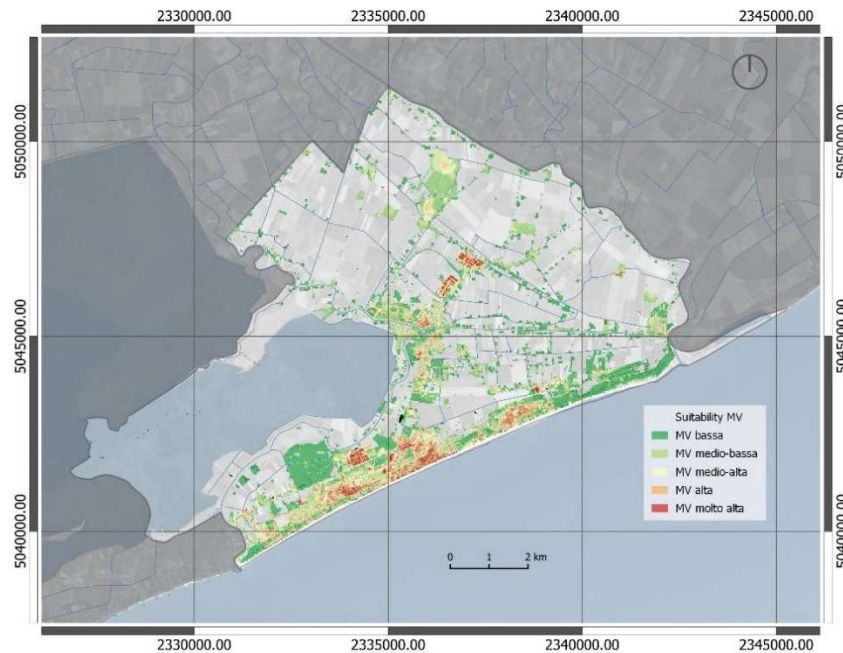 2330000.00 2335000.00 2340000.00 2345000.00
5050000.00 5050000.00
5045000.00 5045000.00
Suitability MV
MV bassa
MV medio-bassa
MV medio-alta
MV alta
MV molto alta
5040000.00 5040000.00
0 1 2 km
2330000.00 2335000.00 2340000.00 2345000.00